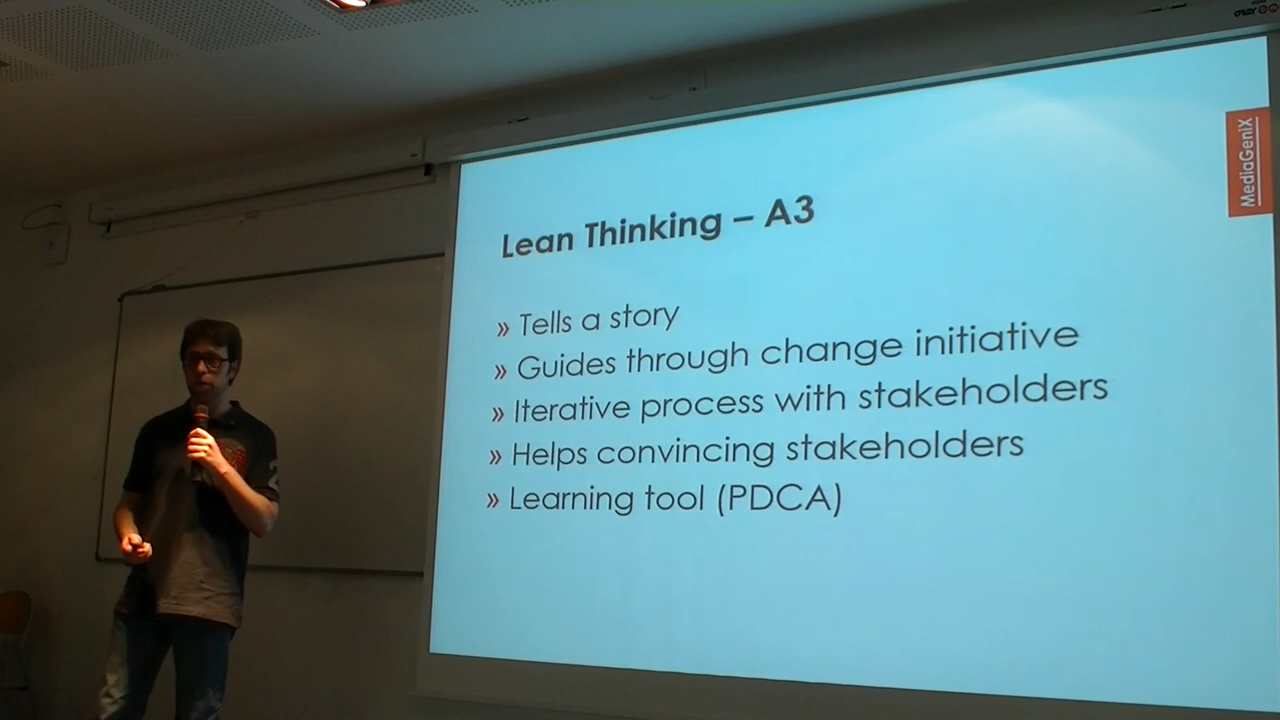 MediaGeniX
Lean Thinking – A3
» Tells a story
» Guides through change initiative
» Iterative process with stakeholders
» Helps convincing stakeholders
» Learning tool (PDCA)